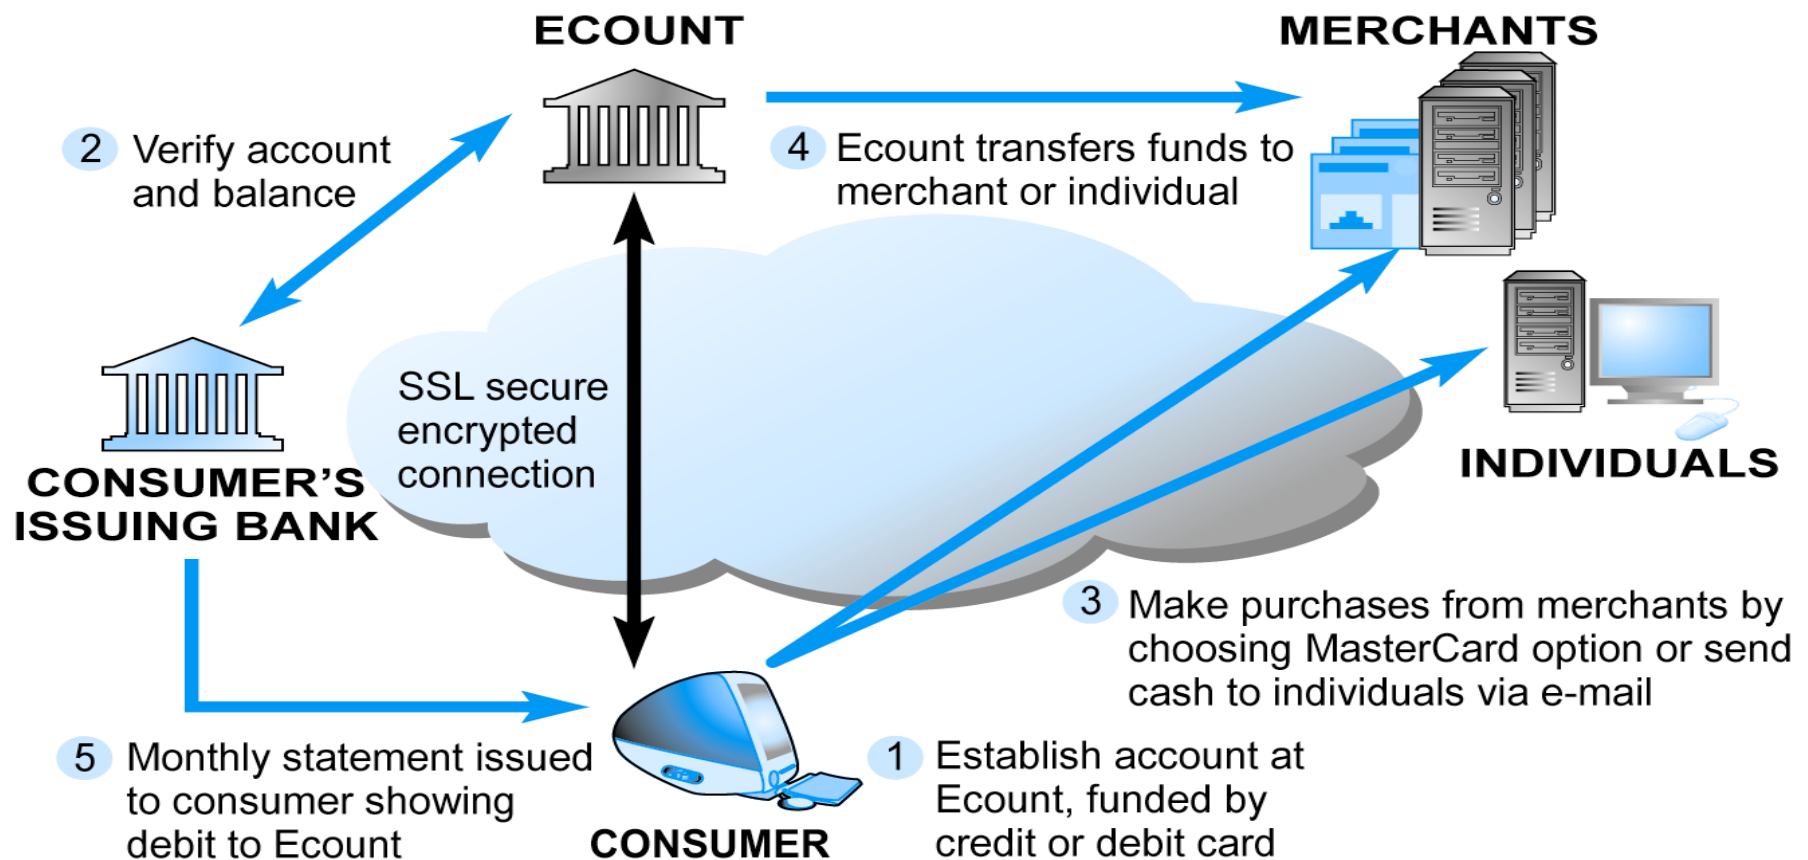 ECOUNT
MERCHANTS
2 Verify account
and balance
4 Ecount transfers funds to
merchant or individual
SSL secure
encrypted
connection
CONSUMER'S
ISSUING BANK
INDIVIDUALS
3 Make purchases from merchants by
choosing MasterCard option or send
cash to individuals via e-mail
5 Monthly statement issued
to consumer showing
debit to Ecount
CONSUMER
1 Establish account at
Ecount, funded by
credit or debit card